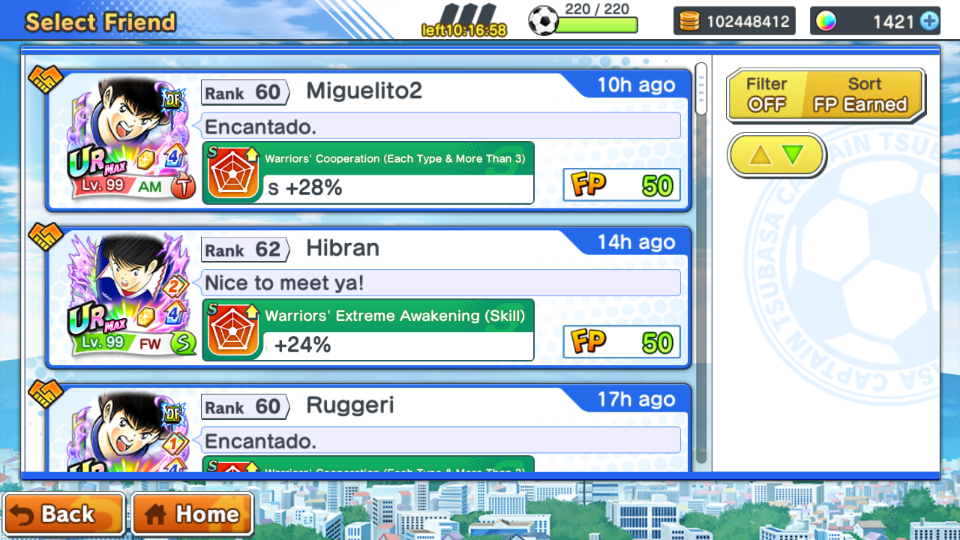 Select Friend
left10:16:58
220 / 220
102448412
1421
10h ago
Rank 60 Miguelito2
DF
Encantado.
UR MAX
4
Lv. 99 AM T
S
Warriors' Cooperation (Each Type & More Than 3)
s +28%
FP 50
14h ago
Rank 62 Hibran
Nice to meet ya!
2
UR MAX
4
Lv. 99 FW S
S
Warriors' Extreme Awakening (Skill)
+24%
FP 50
17h ago
Rank 60 Ruggeri
DF
1
Encantado.
UR
4
S
Warriors' Cooperation (Each Type & More Than 3)
Filter
OFF
Sort
FP Earned
CAPTAIN TSUBASA
Back
Home